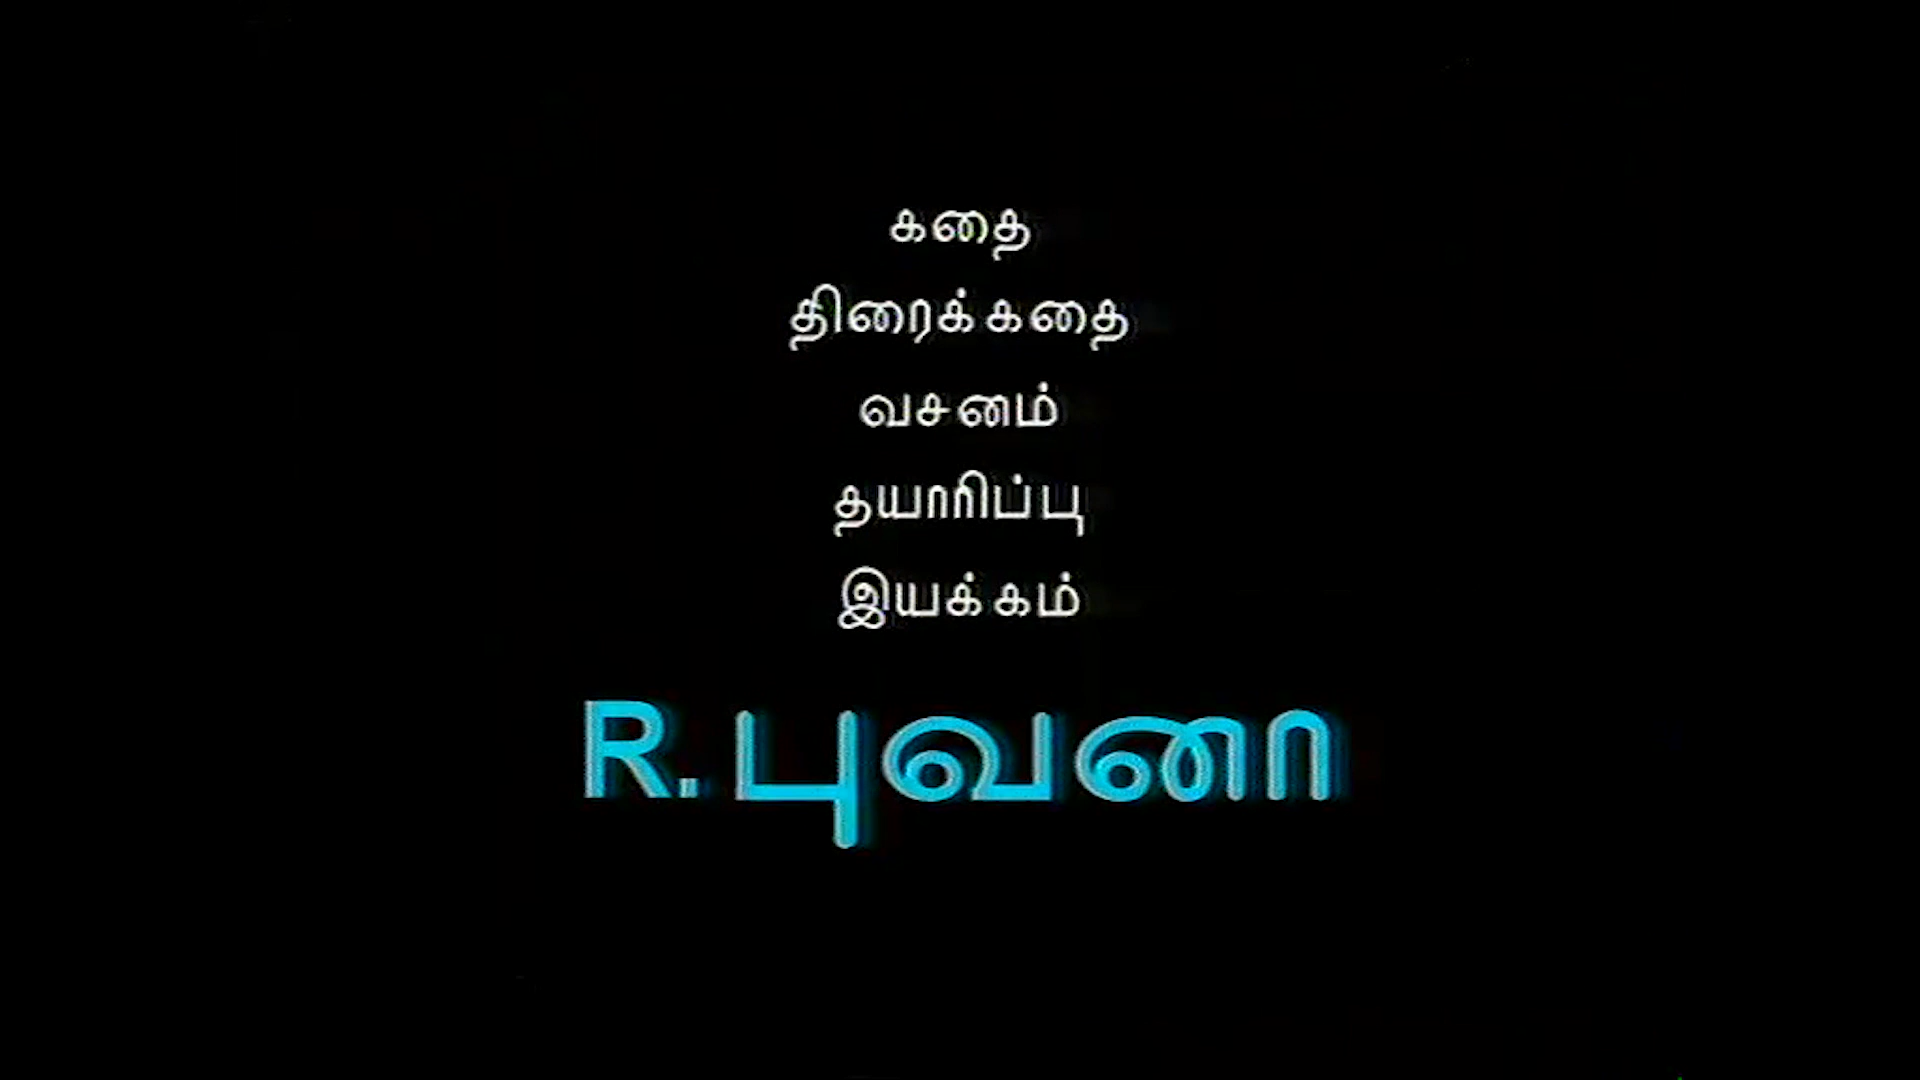 கதை
திரைக்கதை
வசனம்
தயாரிப்பு
இயக்கம்
R.புவனா